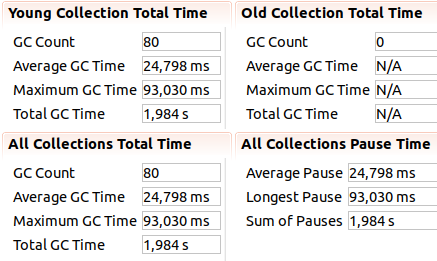 Young Collection Total Time
GC Count 80
Average GC Time 24,798 ms
Maximum GC Time 93,030 ms
Total GC Time 1,984 s
Old Collection Total Time
GC Count 0
Average GC Time N/A
Maximum GC Time N/A
Total GC Time N/A
All Collections Total Time
GC Count 80
Average GC Time 24,798 ms
Maximum GC Time 93,030 ms
Total GC Time 1,984 s
All Collections Pause Time
Average Pause 24,798 ms
Longest Pause 93,030 ms
Sum of Pauses 1,984 s